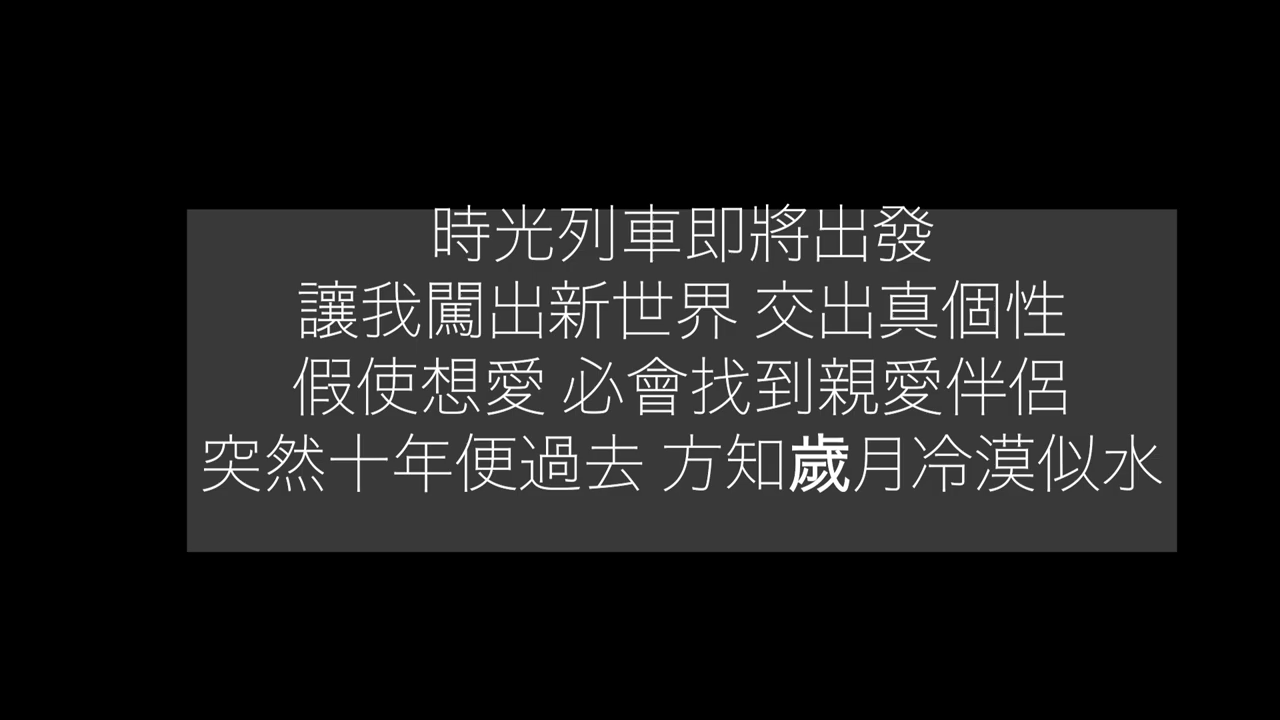 時光列車即將出發
讓我闖出新世界 交出真個性
假使想愛 必會找到親愛伴侶
突然十年便過去 方知歲月冷漠似水